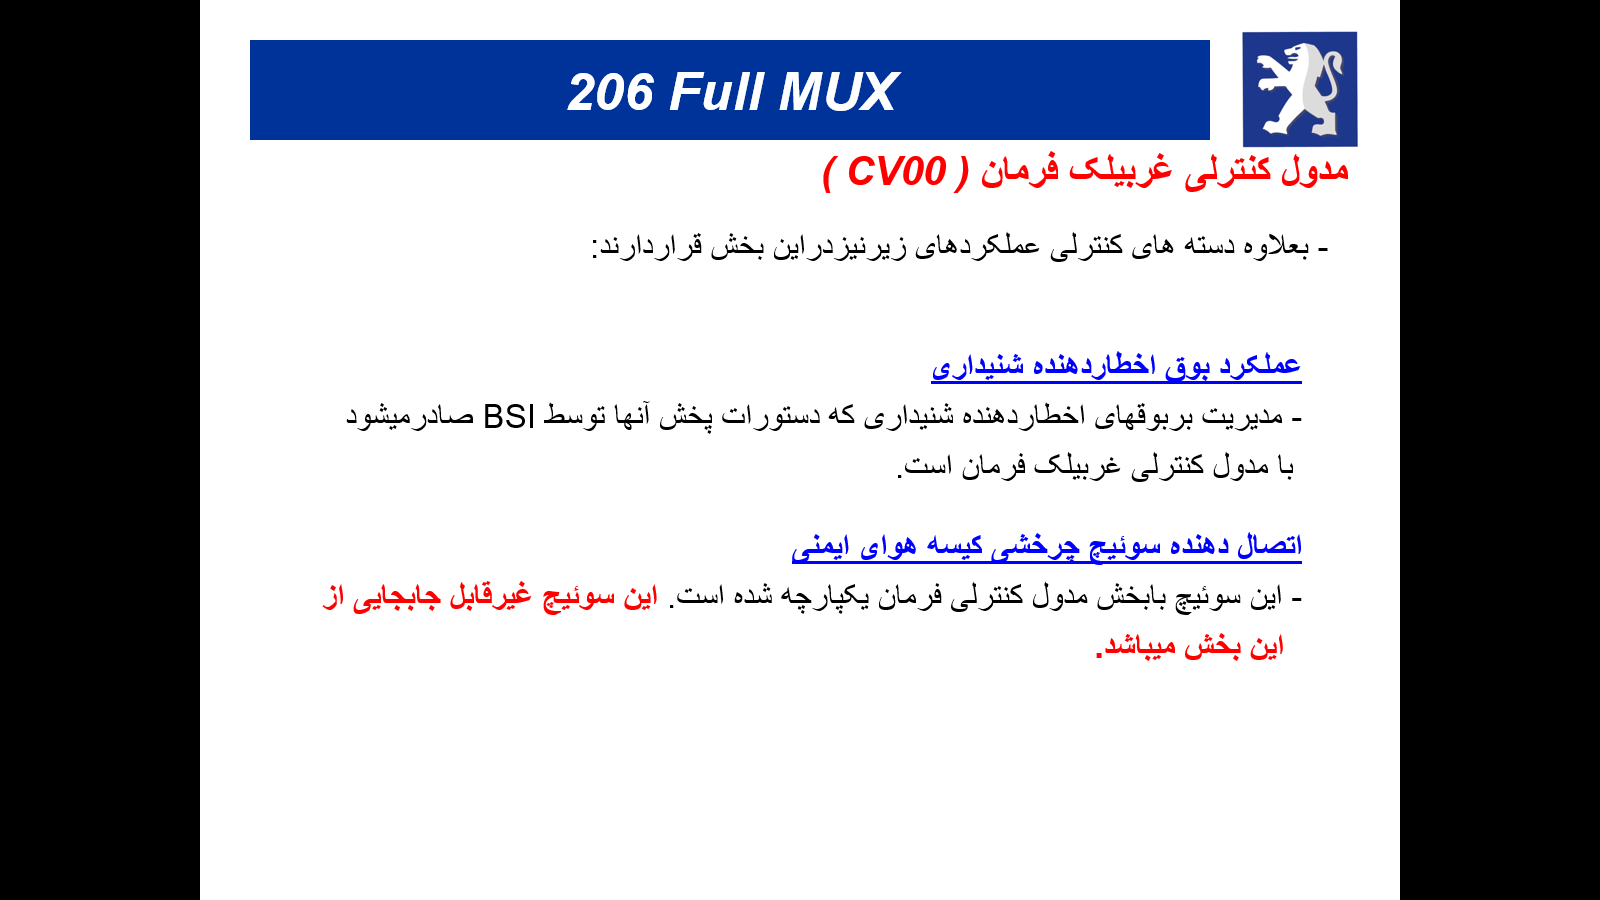 206 Full MUX
مدول کنترلی غربیلک فرمان ( CV00 )
- بعلاوه دسته های کنترلی عملکردهای زیرنیزدراین بخش قراردارند:
عملکرد بوق اخطاردهنده شنیداری
- مدیریت بربوقهای اخطاردهنده شنیداری که دستورات پخش آنها توسط BSI صادرمیشود
با مدول کنترلی غربیلک فرمان است.
اتصال دهنده سوئیچ چرخشی کیسه هوای ایمنی
- این سوئیچ بابخش مدول کنترلی فرمان یکپارچه شده است. این سوئیچ غیرقابل جابجایی از
این بخش میباشد.